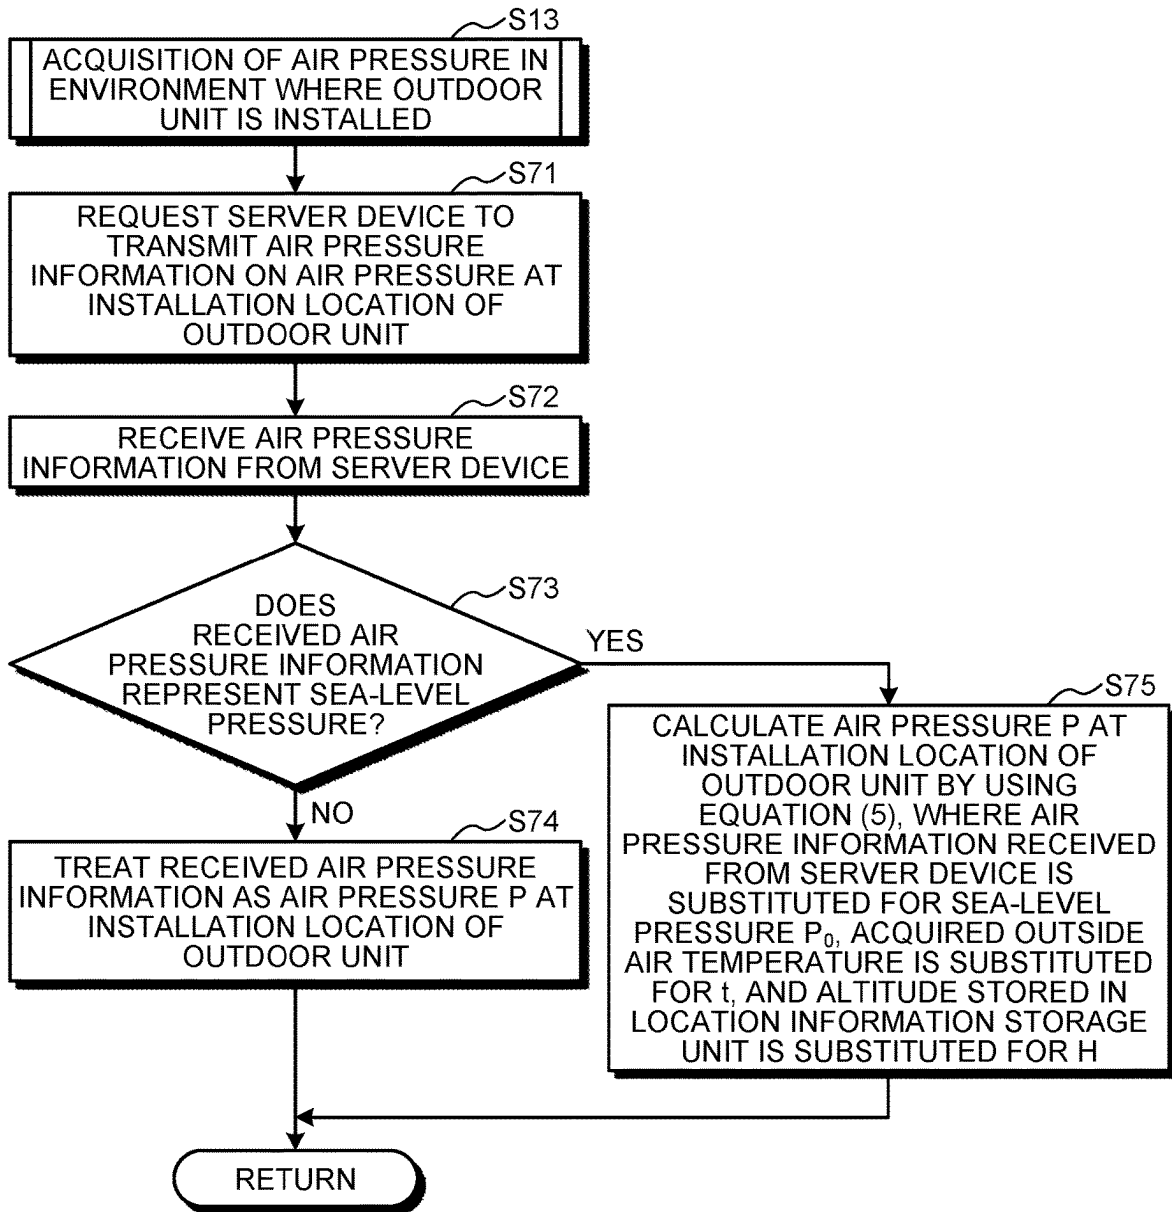 S13
ACQUISITION OF AIR PRESSURE IN
ENVIRONMENT WHERE OUTDOOR
UNIT IS INSTALLED
S71
REQUEST SERVER DEVICE TO
TRANSMIT AIR PRESSURE
INFORMATION ON AIR PRESSURE AT
INSTALLATION LOCATION OF
OUTDOOR UNIT
S72
RECEIVE AIR PRESSURE
INFORMATION FROM SERVER DEVICE
S73
DOES
RECEIVED AIR
PRESSURE INFORMATION
REPRESENT SEA-LEVEL
PRESSURE?
YES
NO
S74
TREAT RECEIVED AIR PRESSURE
INFORMATION AS AIR PRESSURE P AT
INSTALLATION LOCATION OF
OUTDOOR UNIT
S75
CALCULATE AIR PRESSURE P AT
INSTALLATION LOCATION OF
OUTDOOR UNIT BY USING
EQUATION (5), WHERE AIR
PRESSURE INFORMATION RECEIVED
FROM SERVER DEVICE IS
SUBSTITUTED FOR SEA-LEVEL
PRESSURE P₀, ACQUIRED OUTSIDE
AIR TEMPERATURE IS SUBSTITUTED
FOR t, AND ALTITUDE STORED IN
LOCATION INFORMATION STORAGE
UNIT IS SUBSTITUTED FOR H
RETURN